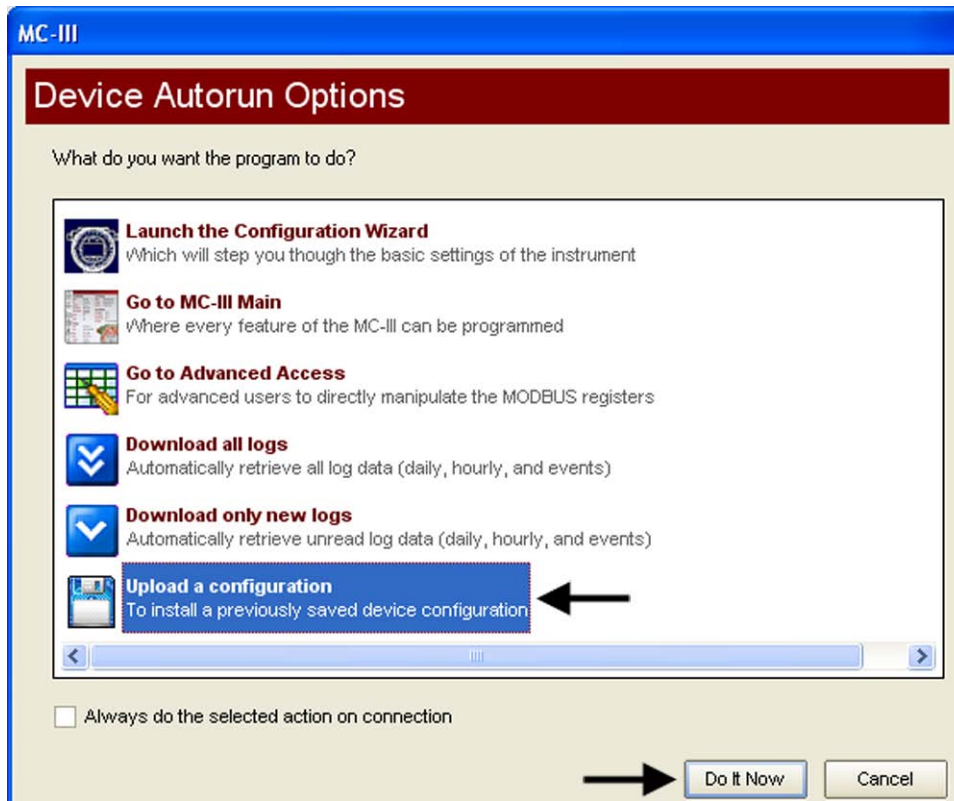 MC-III
Device Autorun Options
What do you want the program to do?
Launch the Configuration Wizard
Which will step you though the basic settings of the instrument
Go to MC-III Main
Where every feature of the MC-III can be programmed
Go to Advanced Access
For advanced users to directly manipulate the MODBUS registers
Download all logs
Automatically retrieve all log data (daily, hourly, and events)
Download only new logs
Automatically retrieve unread log data (daily, hourly, and events)
Upload a configuration
To install a previously saved device configuration
Always do the selected action on connection
Do It Now
Cancel